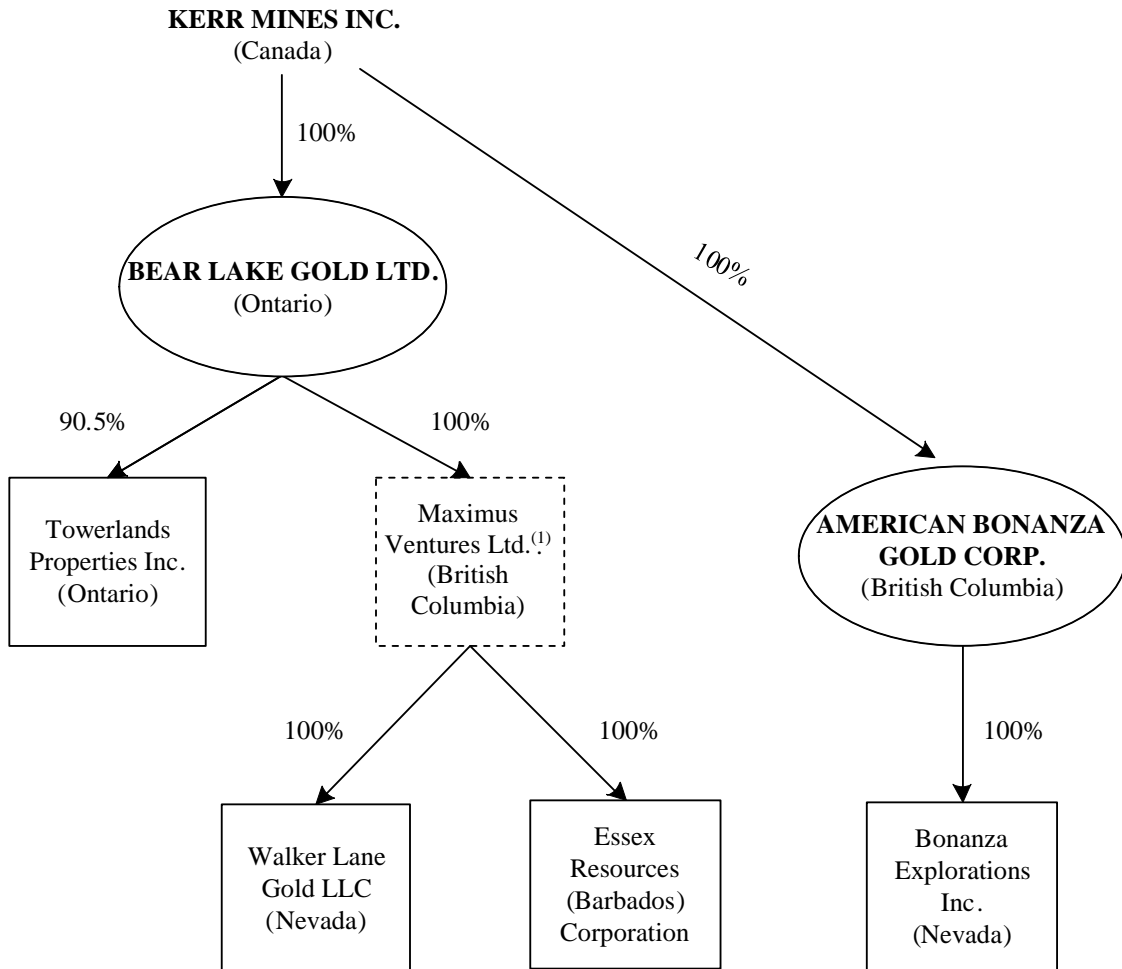 KERR MINES INC.
(Canada)
100%
100%
BEAR LAKE GOLD LTD.
(Ontario)
90.5%
100%
Towerlands
Properties Inc.
(Ontario)
Maximus
Ventures Ltd.(1).
(British
Columbia)
AMERICAN BONANZA
GOLD CORP.
(British Columbia)
100%
100%
100%
Walker Lane
Gold LLC
(Nevada)
Essex
Resources
(Barbados)
Corporation
Bonanza
Explorations
Inc.
(Nevada)